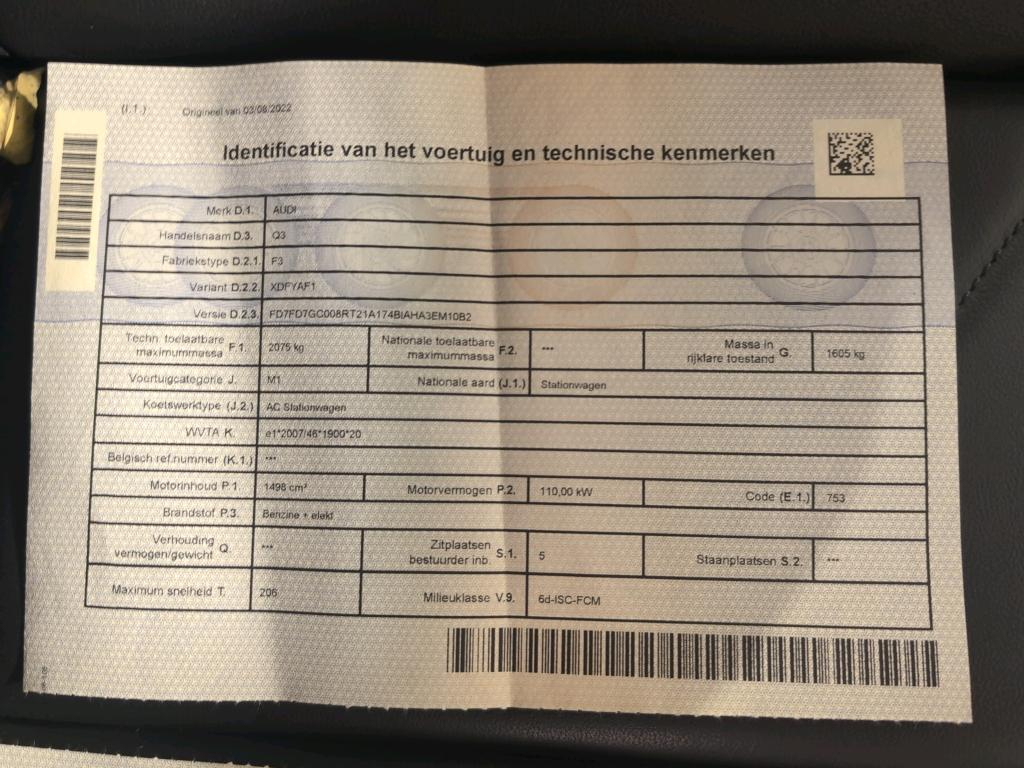 (I.1.) Origineel van 03/08/2022
Identificatie van het voertuig en technische kenmerken
Merk D.1. AUDI
Handelsnaam D.3. Q3
Fabriekstype D.2.1. F3
Variant D.2.2. XDFYAF1
Versie D.2.3. FD7FD7GC008RT21A174BIAHA3EM10B2
Techn. toelaatbare maximummassa F.1. 2075 kg Nationale toelaatbare maximummassa F.2. *** Massa in rijklare toestand G. 1605 kg
Voertuigcategorie J. M1 Nationale aard (J.1.) Stationwagen
Koetswerktype (J.2.) AC Stationwagen
WVTA K. e1*2007/46*1900*20
Belgisch ref.nummer (K.1.) ***
Motorinhoud P.1. 1498 cm³ Motorvermogen P.2. 110,00 kW Code (E.1.) 753
Brandstof P.3. Benzine + elekt
Verhouding vermogen/gewicht Q. *** Zitplaatsen bestuurder inb. S.1. 5 Staanplaatsen S.2. ***
Maximum snelheid T. 206 Milieuklasse V.9. 6d-ISC-FCM